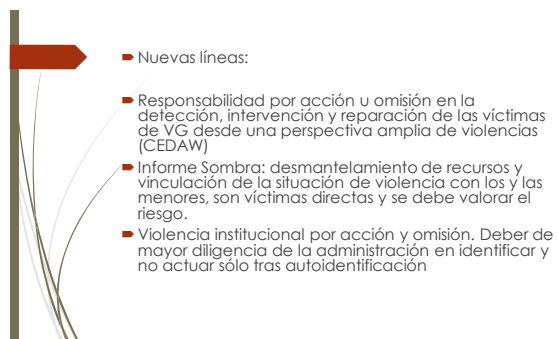 Nuevas líneas:
Responsabilidad por acción u omisión en la
detección, intervención y reparación de las víctimas
de VG desde una perspectiva amplia de violencias
(CEDAW)
Informe Sombra: desmantelamiento de recursos y
vinculación de la situación de violencia con los y las
menores, son víctimas directas y se debe valorar el
riesgo.
Violencia institucional por acción y omisión. Deber de
mayor diligencia de la administración en identificar y
no actuar sólo tras autoidentificación